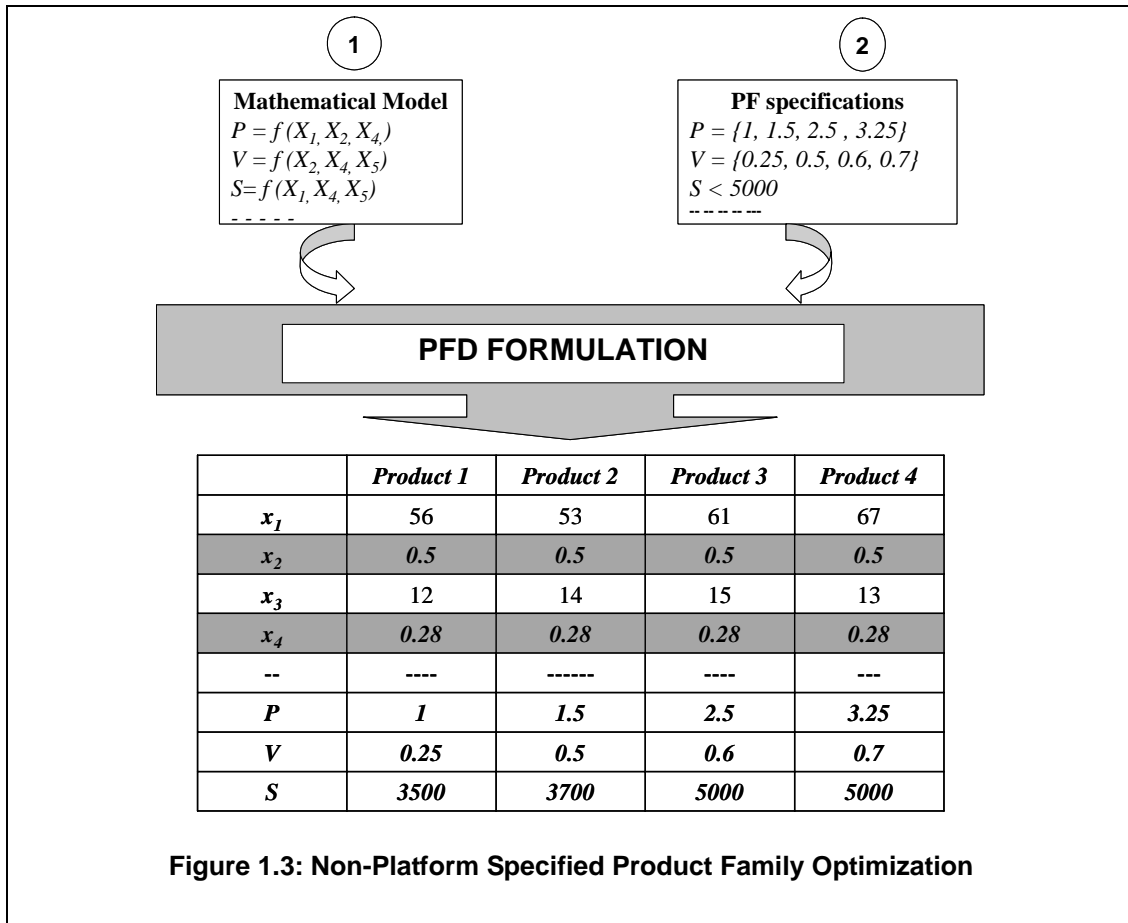 1
2
Mathematical Model
P = f (X1, X2, X4,)
V = f (X2, X4, X5)
S= f (X1, X4, X5)
- - - - -
PF specifications
P = {1, 1.5, 2.5 , 3.25}
V = {0.25, 0.5, 0.6, 0.7}
S < 5000
-- -- -- -- ---
PFD FORMULATION
Product 1 Product 2 Product 3 Product 4
x1 56 53 61 67
x2 0.5 0.5 0.5 0.5
x3 12 14 15 13
x4 0.28 0.28 0.28 0.28
-- ---- ------ ---- ---
P 1 1.5 2.5 3.25
V 0.25 0.5 0.6 0.7
S 3500 3700 5000 5000
Figure 1.3: Non-Platform Specified Product Family Optimization